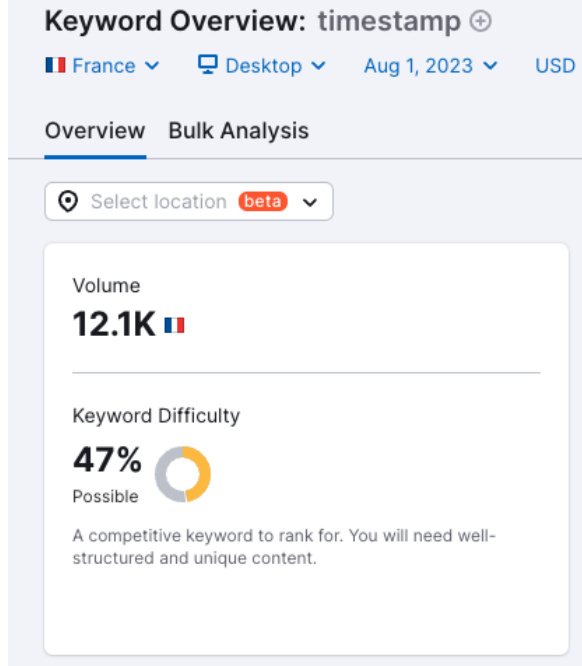 Keyword Overview: timestamp
France Desktop Aug 1, 2023 USD
Overview Bulk Analysis
Select location beta
Volume
12.1K
Keyword Difficulty
47%
Possible
A competitive keyword to rank for. You will need well-
structured and unique content.